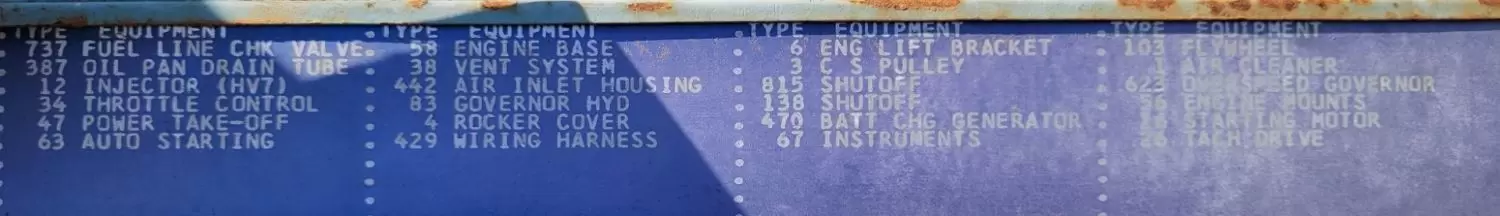 TYPE EQUIPMENT TYPE EQUIPMENT TYPE EQUIPMENT TYPE EQUIPMENT
737 FUEL LINE CHK VALVE 58 ENGINE BASE 6 ENG LIFT BRACKET 103 FLYWHEEL
387 OIL PAN DRAIN TUBE 38 VENT SYSTEM 3 C S PULLEY 1 AIR CLEANER
12 INJECTOR (HV7) 442 AIR INLET HOUSING 815 SHUTOFF 623 OVERSPEED GOVERNOR
34 THROTTLE CONTROL 83 GOVERNOR HYD 138 SHUTOFF 56 ENGINE MOUNTS
47 POWER TAKE-OFF 4 ROCKER COVER 470 BATT CHG GENERATOR STARTING MOTOR
63 AUTO STARTING 429 WIRING HARNESS 67 INSTRUMENTS 26 TACH DRIVE